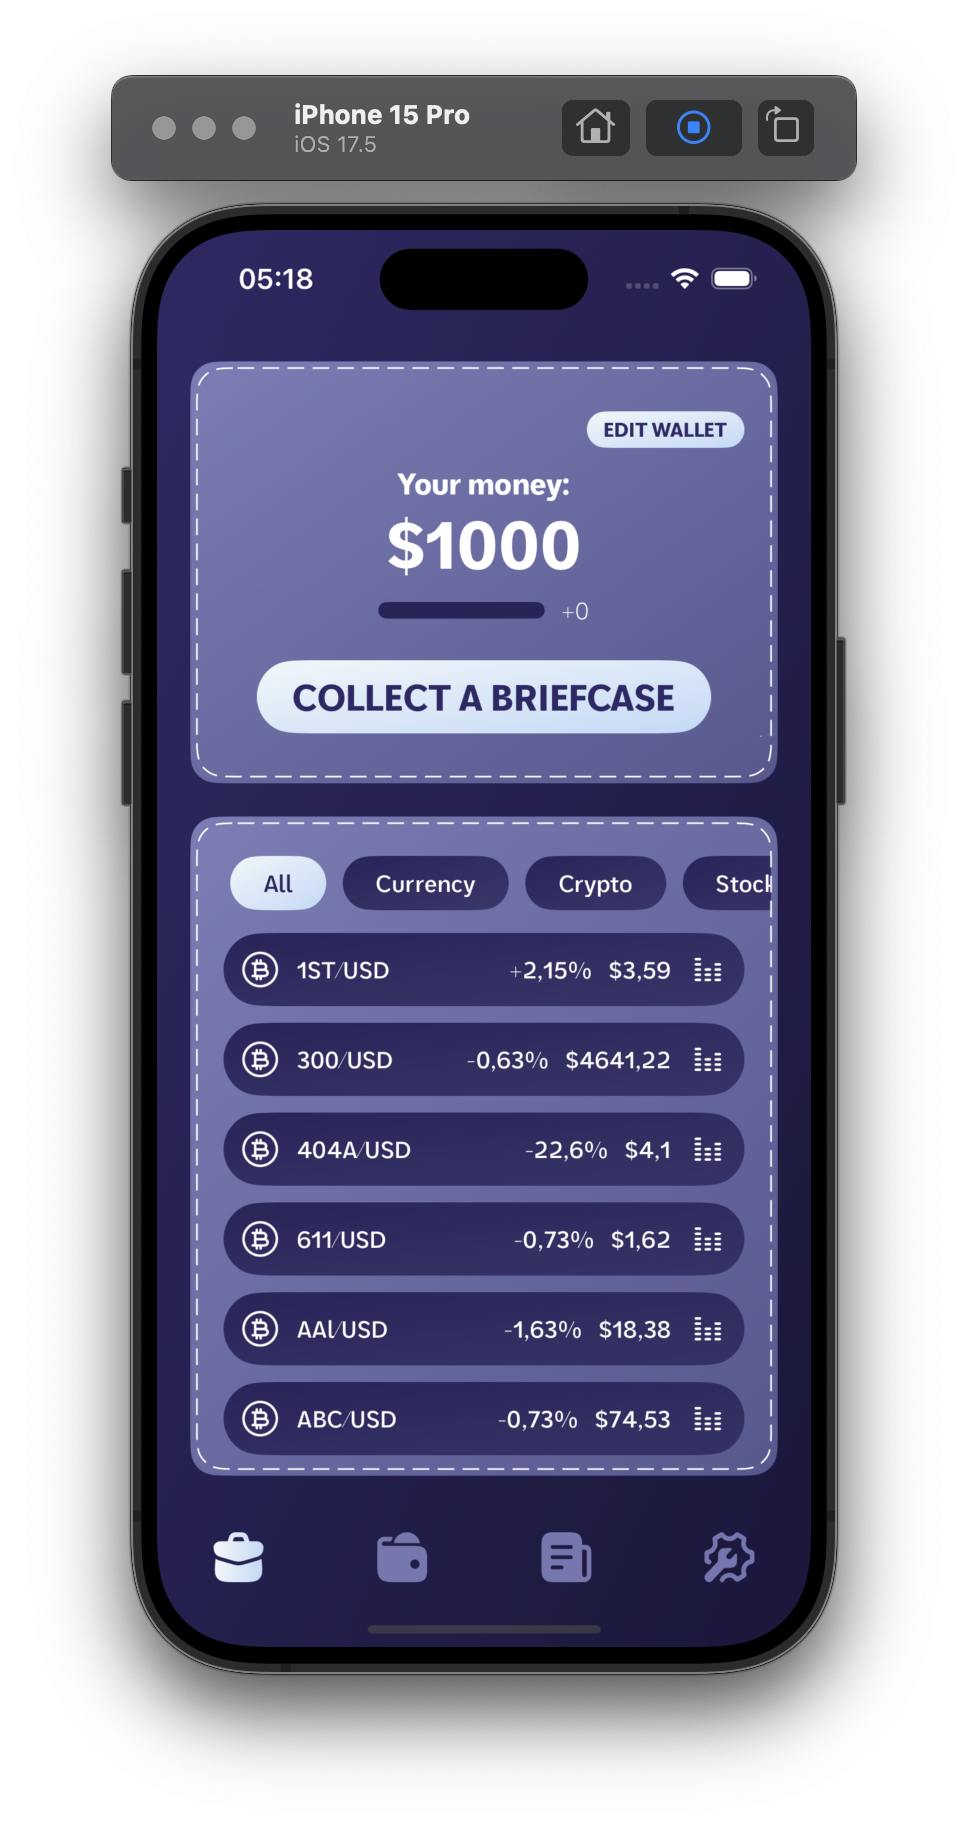 iPhone 15 Pro
iOS 17.5
05:18
EDIT WALLET
Your money:
$1000
+0
COLLECT A BRIEFCASE
All Currency Crypto Stock
1ST/USD +2,15% $3,59
300/USD -0,63% $4641,22
404A/USD -22,6% $4,1
611/USD -0,73% $1,62
AAl/USD -1,63% $18,38
ABC/USD -0,73% $74,53